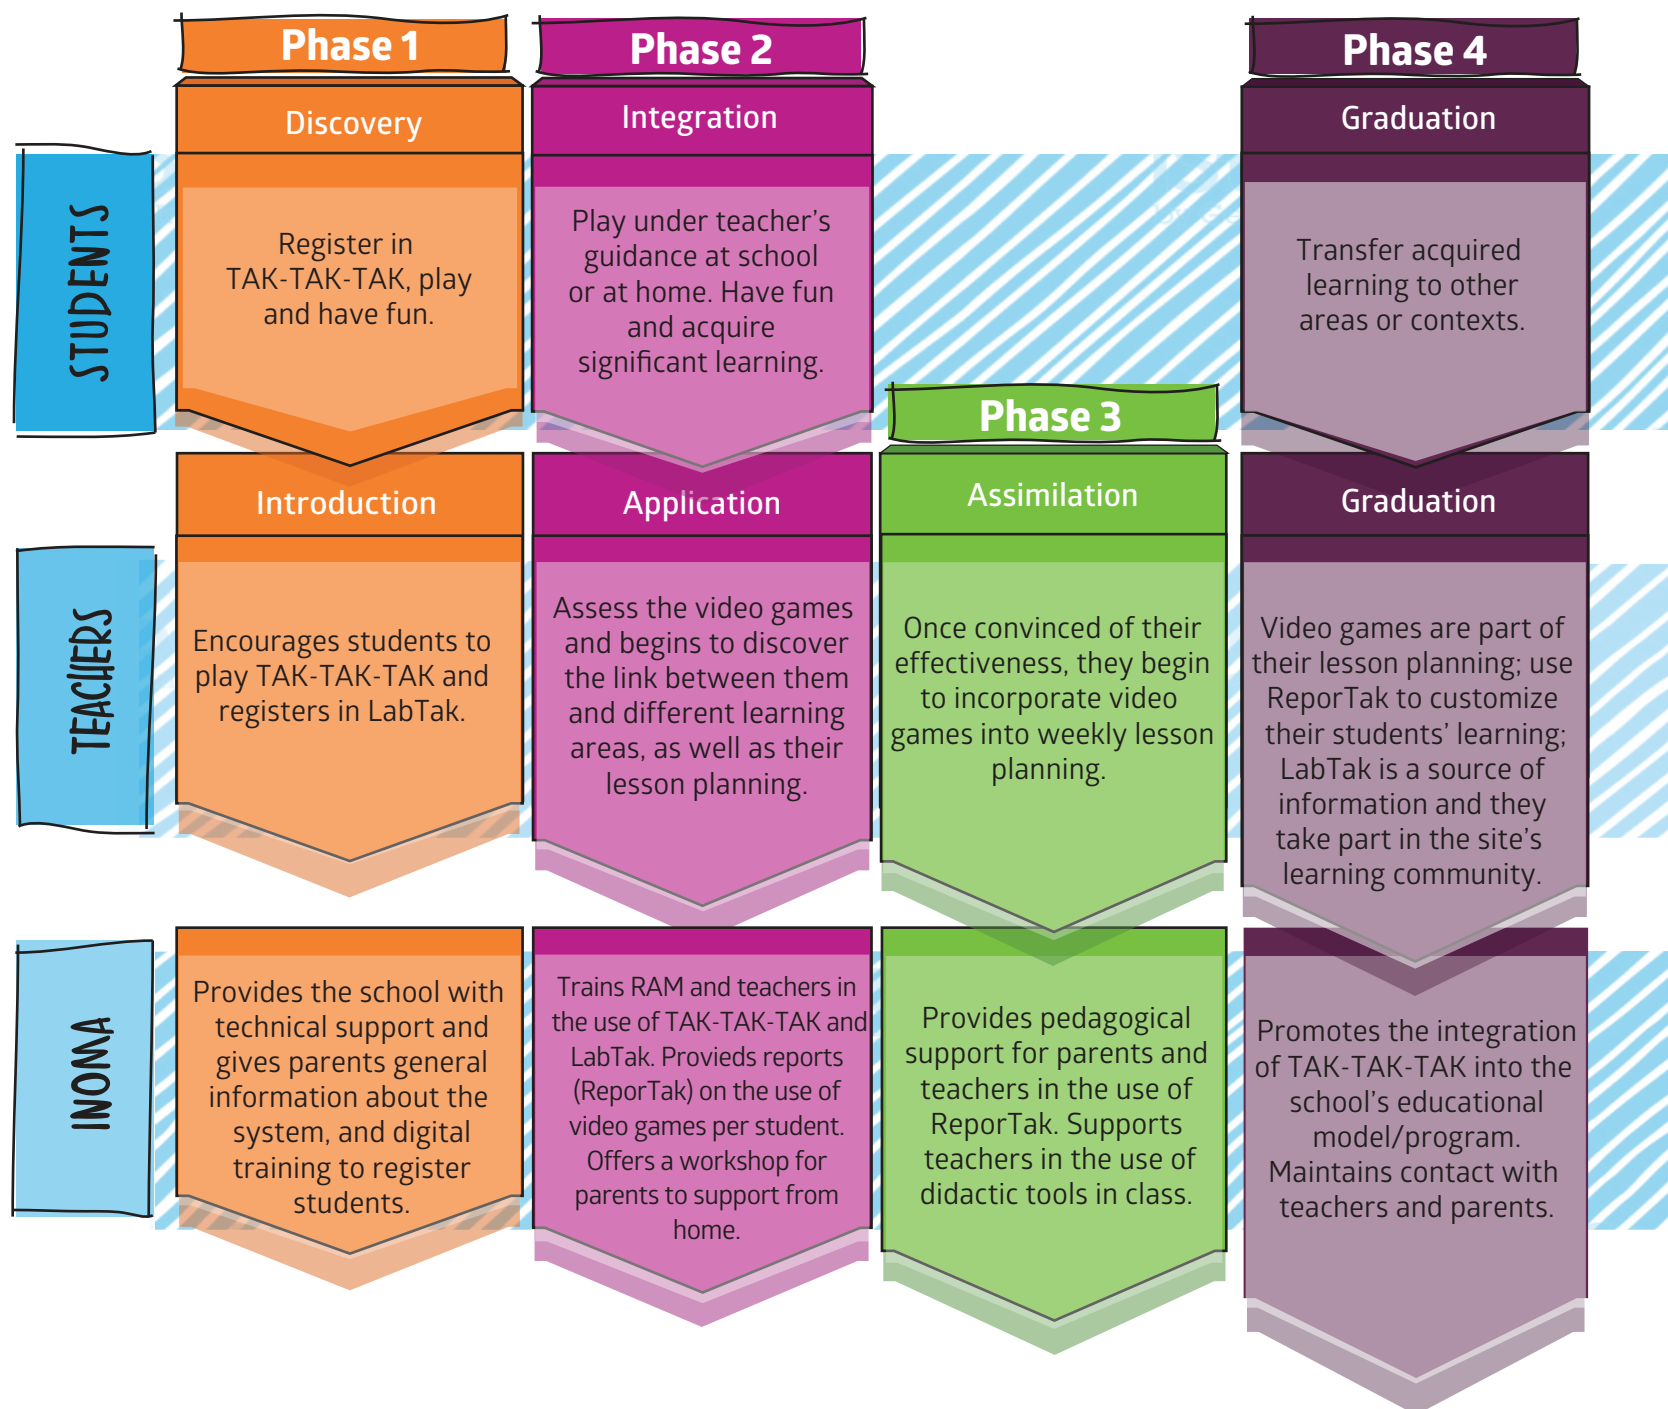 Phase 1
Phase 2
Phase 4
Discovery
Integration
Graduation
STUDENTS
Register in
TAK-TAK-TAK, play
and have fun.
Play under teacher's
guidance at school
or at home. Have fun
and acquire
significant learning.
Transfer acquired
learning to other
areas or contexts.
Phase 3
Introduction
Application
Assimilation
Graduation
TEACHERS
Encourages students to
play TAK-TAK-TAK and
registers in LabTak.
Assess the video games
and begins to discover
the link between them
and different learning
areas, as well as their
lesson planning.
Once convinced of their
effectiveness, they begin
to incorporate video
games into weekly lesson
planning.
Video games are part of
their lesson planning; use
ReporTak to customize
their students' learning;
LabTak is a source of
information and they
take part in the site's
learning community.
INOMA
Provides the school with
technical support and
gives parents general
information about the
system, and digital
training to register
students.
Trains RAM and teachers in
the use of TAK-TAK-TAK and
LabTak. Provieds reports
(ReporTak) on the use of
video games per student.
Offers a workshop for
parents to support from
home.
Provides pedagogical
support for parents and
teachers in the use of
ReporTak. Supports
teachers in the use of
didactic tools in class.
Promotes the integration
of TAK-TAK-TAK into the
school's educational
model/program.
Maintains contact with
teachers and parents.